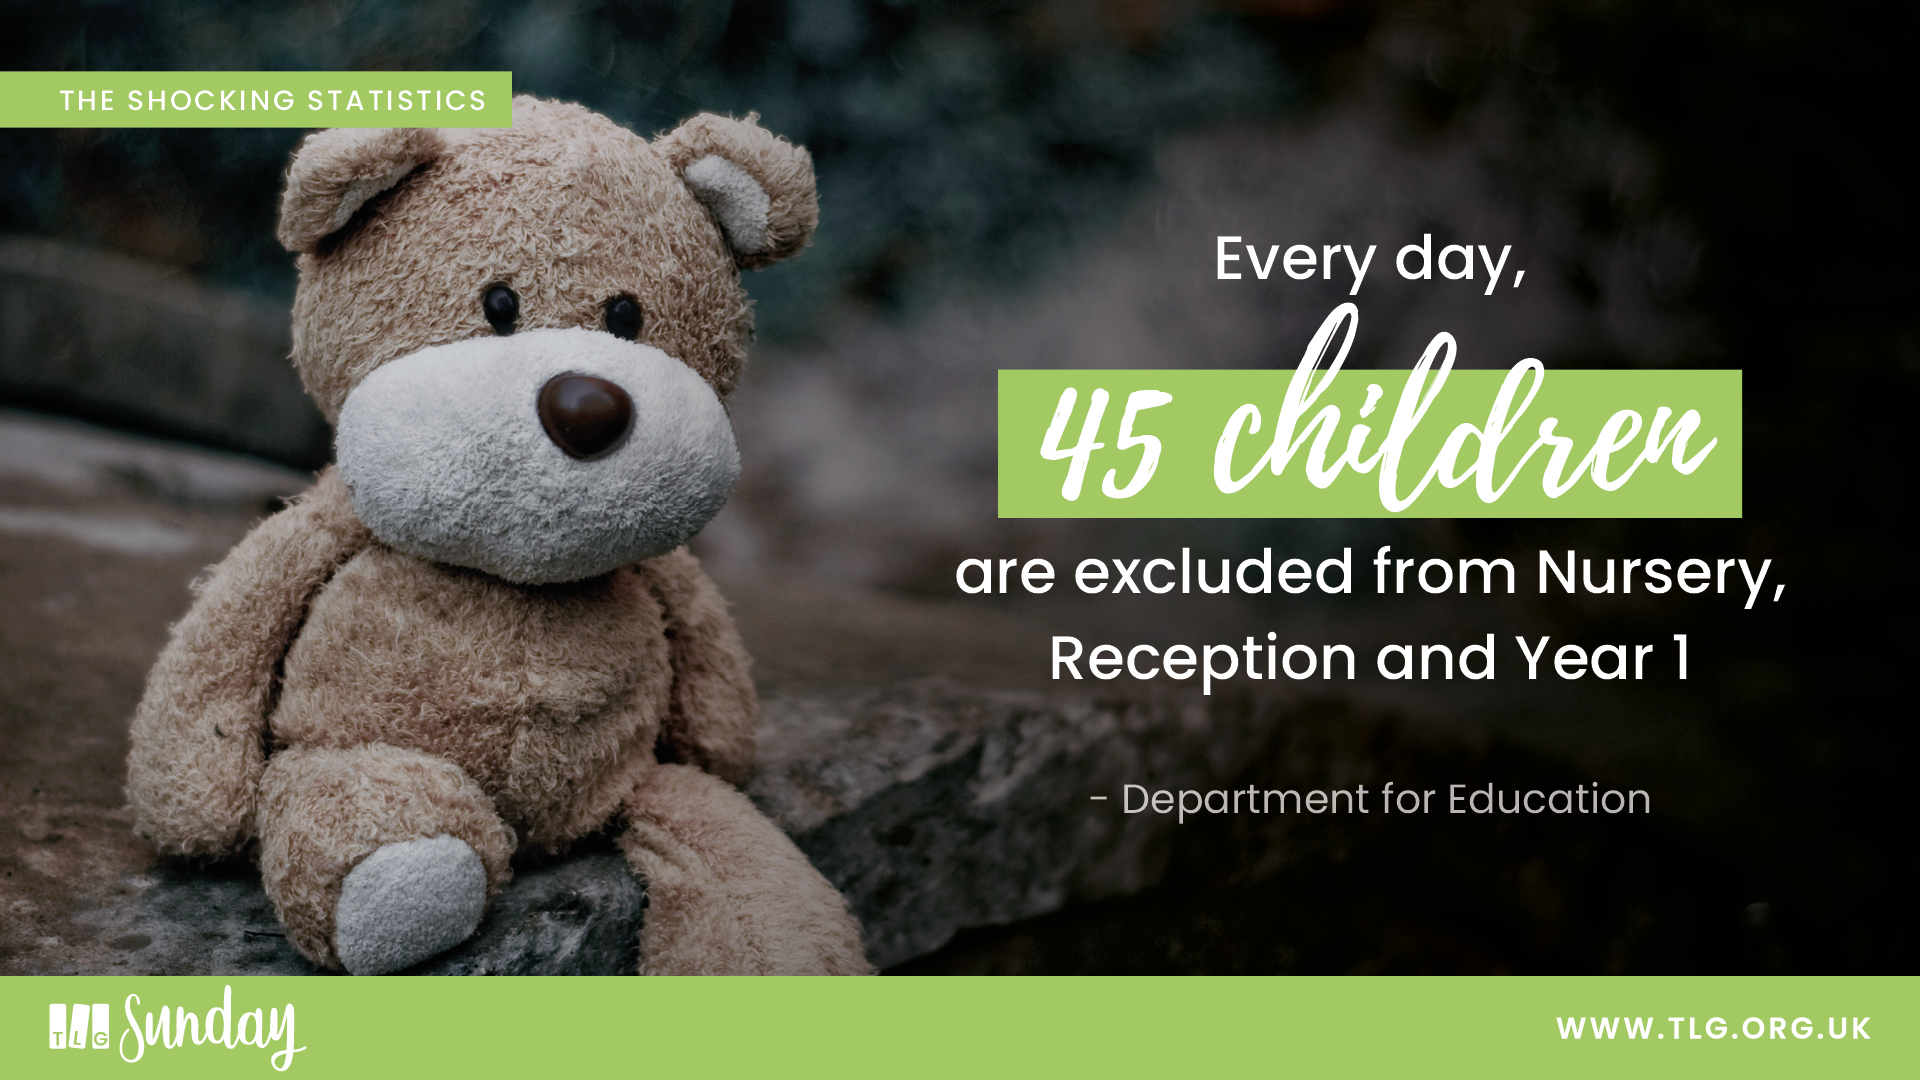 THE SHOCKING STATISTICS
Every day,
45 children
are excluded from Nursery,
Reception and Year 1
- Department for Education
TLG Sunday
WWW.TLG.ORG.UK